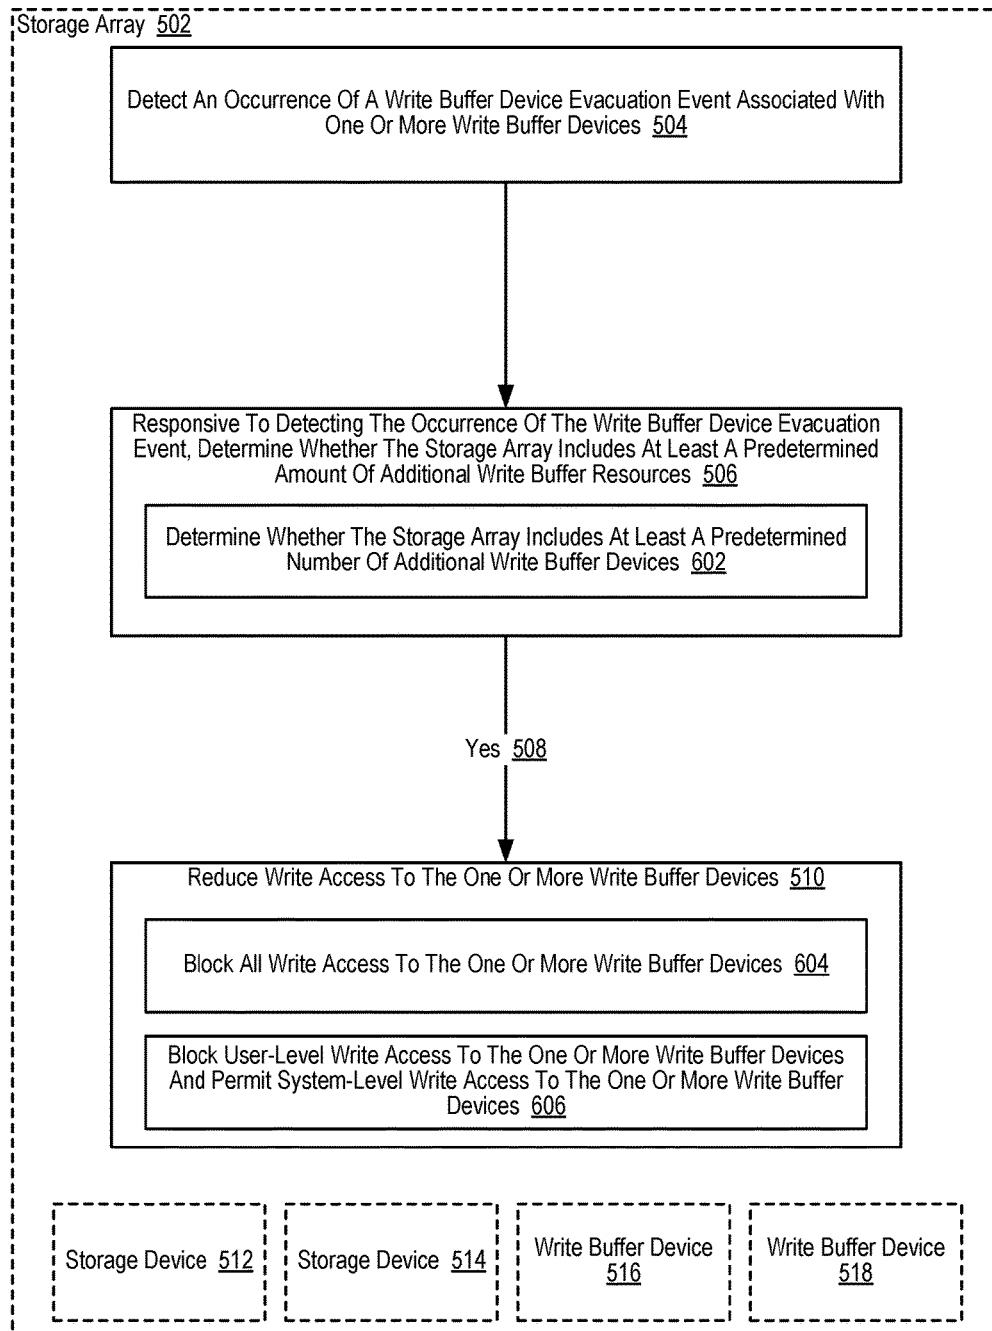 Storage Array 502
Detect An Occurrence Of A Write Buffer Device Evacuation Event Associated With
One Or More Write Buffer Devices 504
Responsive To Detecting The Occurrence Of The Write Buffer Device Evacuation
Event, Determine Whether The Storage Array Includes At Least A Predetermined
Amount Of Additional Write Buffer Resources 506
Determine Whether The Storage Array Includes At Least A Predetermined
Number Of Additional Write Buffer Devices 602
Yes 508
Reduce Write Access To The One Or More Write Buffer Devices 510
Block All Write Access To The One Or More Write Buffer Devices 604
Block User-Level Write Access To The One Or More Write Buffer Devices
And Permit System-Level Write Access To The One Or More Write Buffer
Devices 606
Storage Device 512
Storage Device 514
Write Buffer Device
516
Write Buffer Device
518